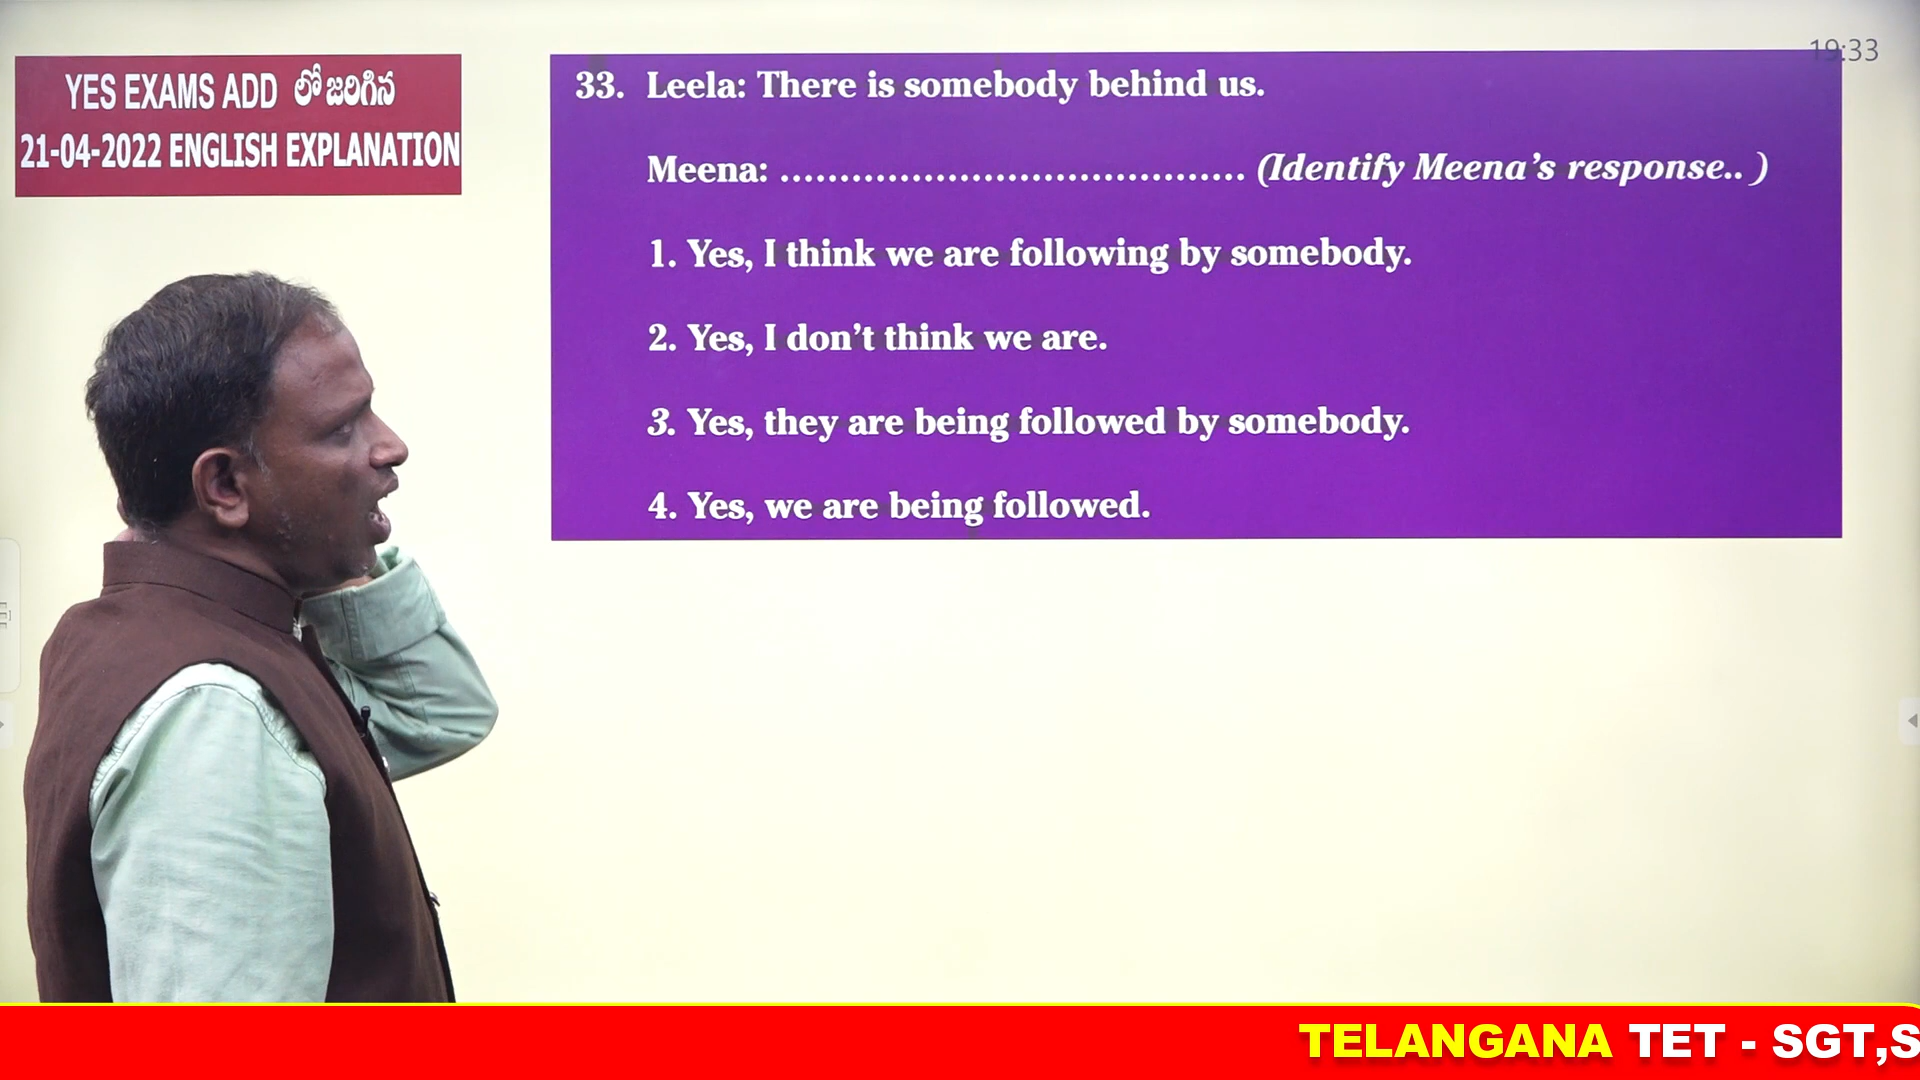 YES EXAMS ADD లో జరిగిన
21-04-2022 ENGLISH EXPLANATION
19:33
33. Leela: There is somebody behind us.
Meena: ....................................... (Identify Meena’s response.. )
1. Yes, I think we are following by somebody.
2. Yes, I don’t think we are.
3. Yes, they are being followed by somebody.
4. Yes, we are being followed.
TELANGANA TET - SGT,S